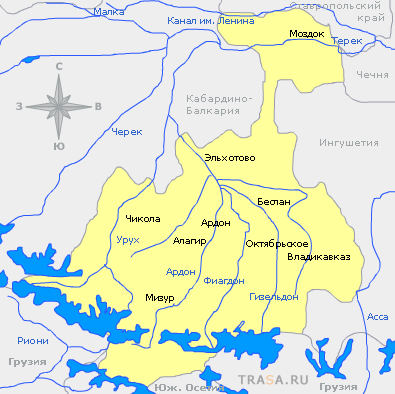 Ставропольский
край
Малка
Канал им. Ленина
Моздок
Терек
Чечня
С
З
В
Ю
Кабардино-
Балкария
Черек
Ингушетия
Эльхотово
Беслан
Чикола
Ардон
Урух
Алагир
Октябрьское
Владикавказ
Ардон
Фиагдон
Мизур
Гизельдон
Асса
Риони
Грузия
Юж. Осетия
TRASA.RU
Грузия